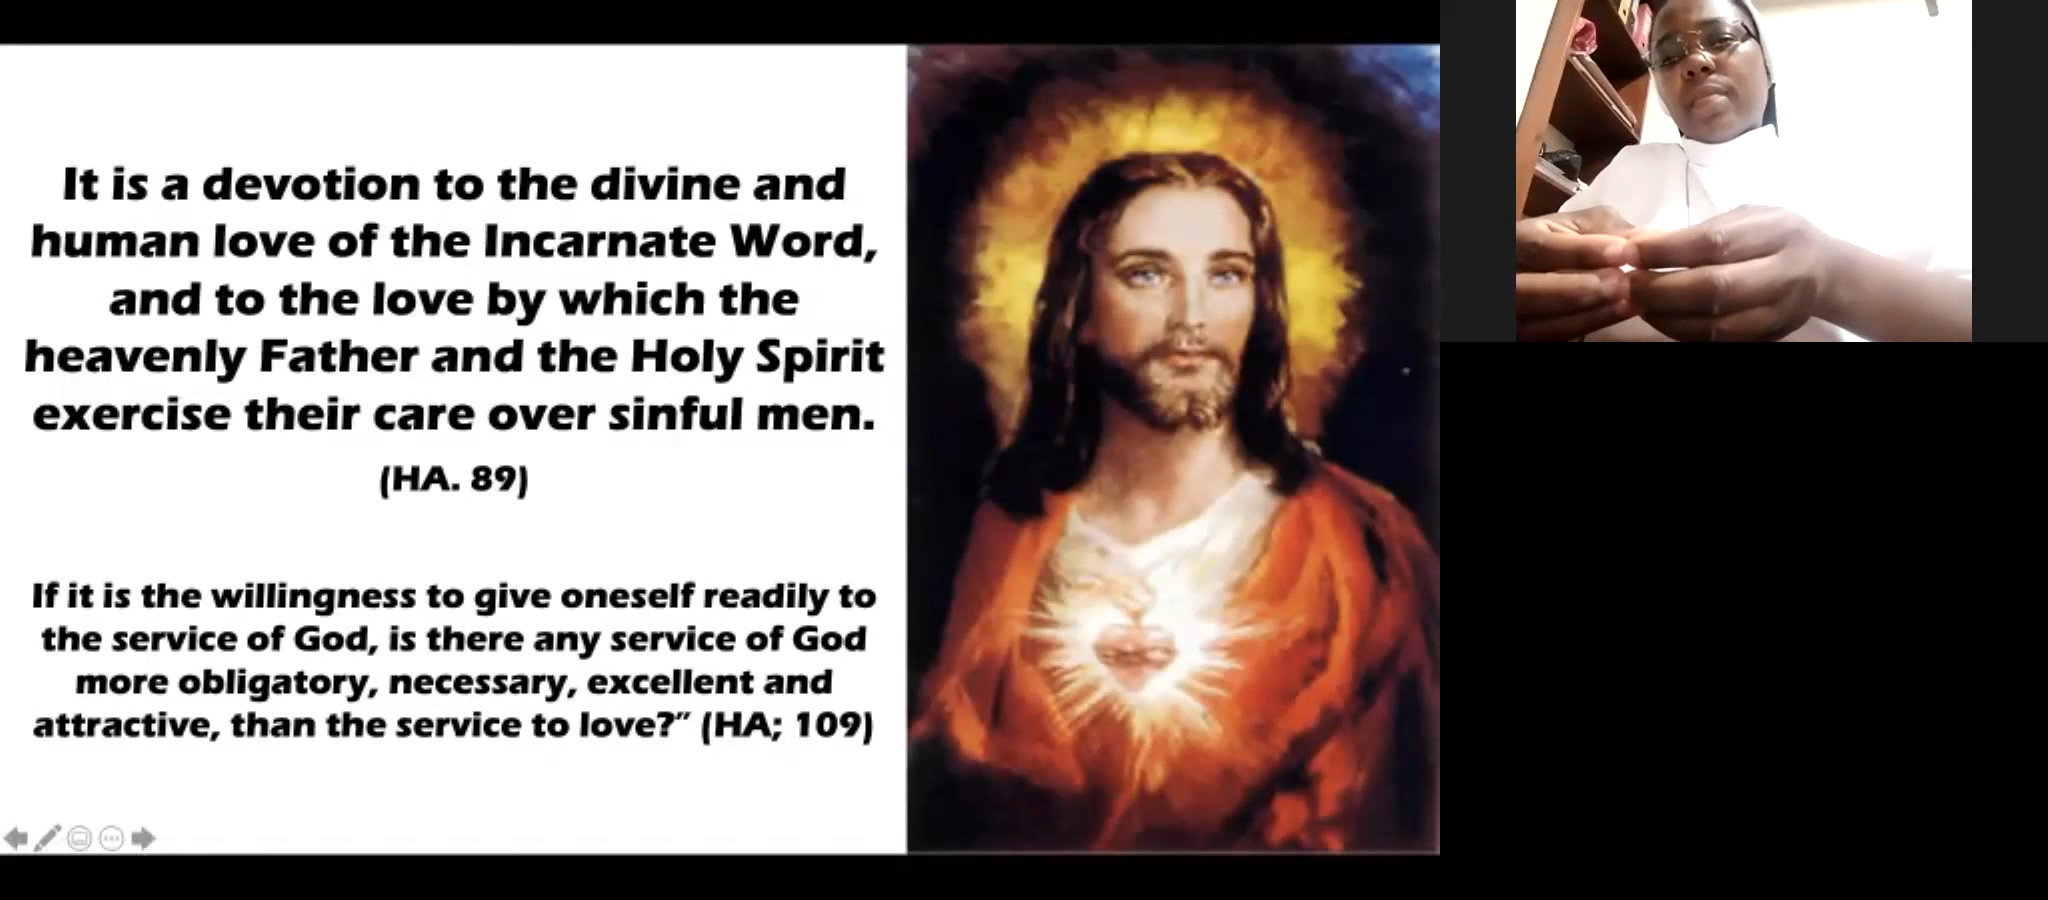 It is a devotion to the divine and
human love of the Incarnate Word,
and to the love by which the
heavenly Father and the Holy Spirit
exercise their care over sinful men.
(HA. 89)
If it is the willingness to give oneself readily to
the service of God, is there any service of God
more obligatory, necessary, excellent and
attractive, than the service to love?” (HA; 109)